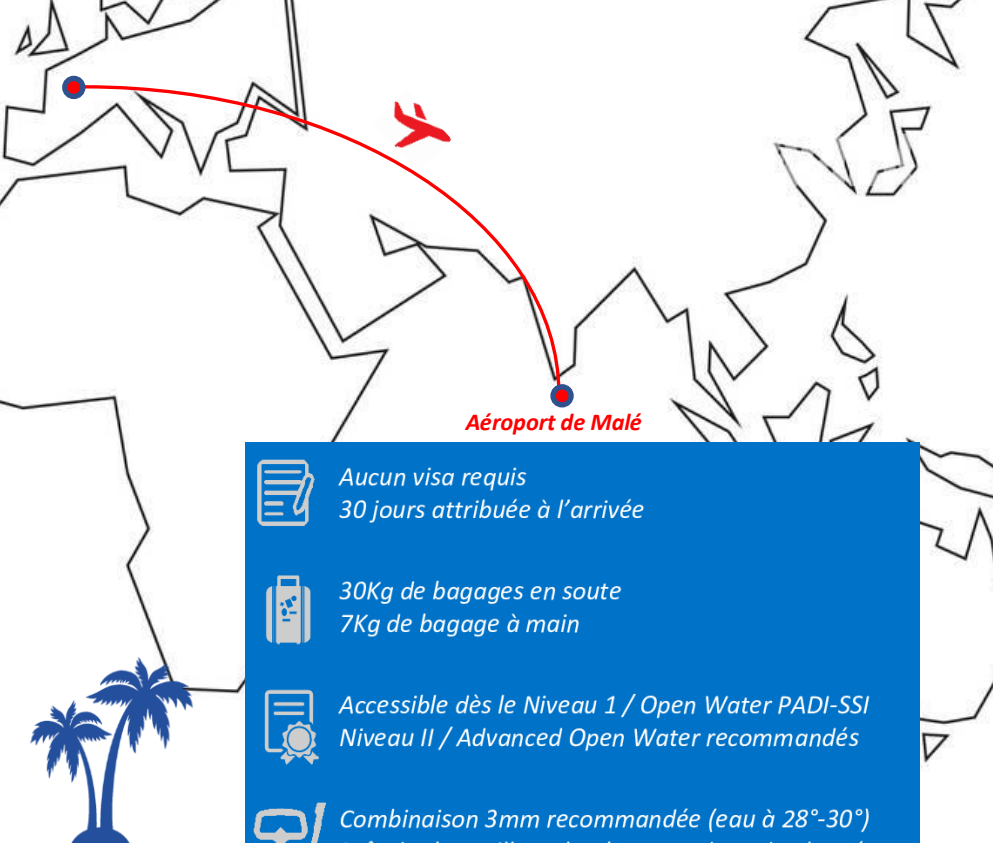 Aéroport de Malé
Aucun visa requis
30 jours attribuée à l’arrivée
30Kg de bagages en soute
7Kg de bagage à main
Accessible dès le Niveau 1 / Open Water PADI-SSI
Niveau II / Advanced Open Water recommandés
Combinaison 3mm recommandée (eau à 28°-30°)